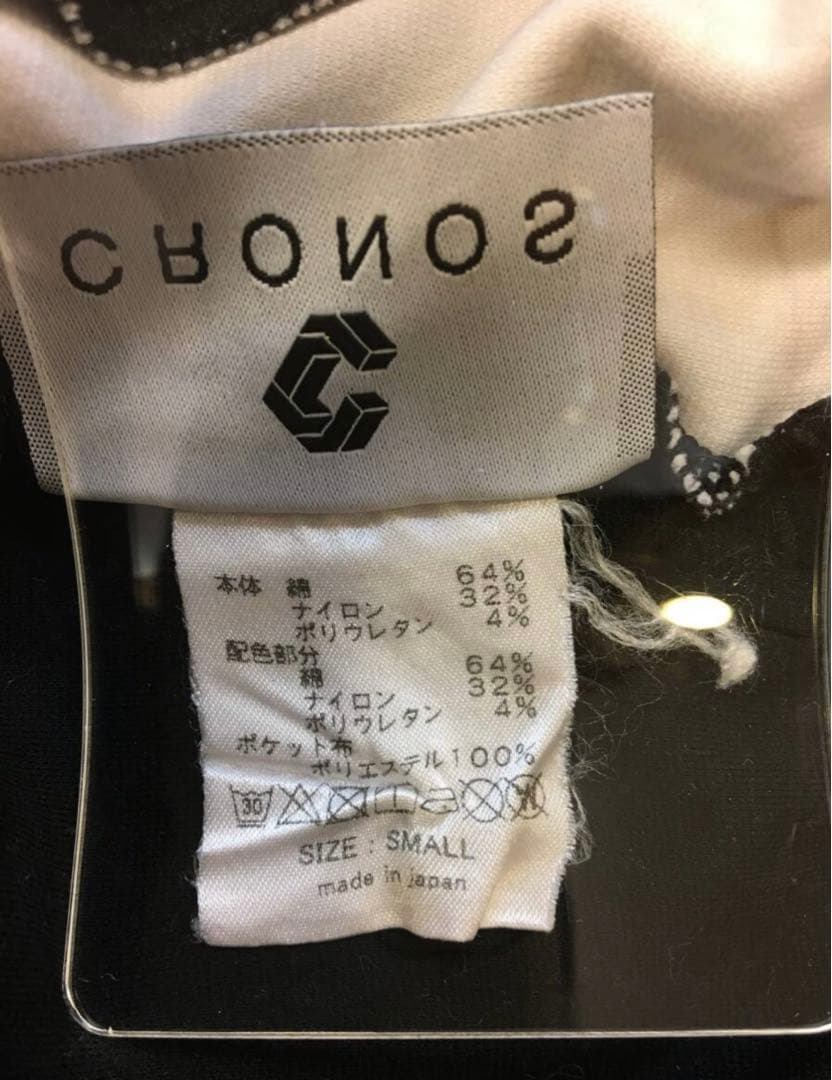 CRONOS
本体 綿 64%
ナイロン 32%
ポリウレタン 4%
配色部分
綿 64%
ナイロン 32%
ポリウレタン 4%
ポケット布
ポリエステル100%
30
SIZE : SMALL
made in japan